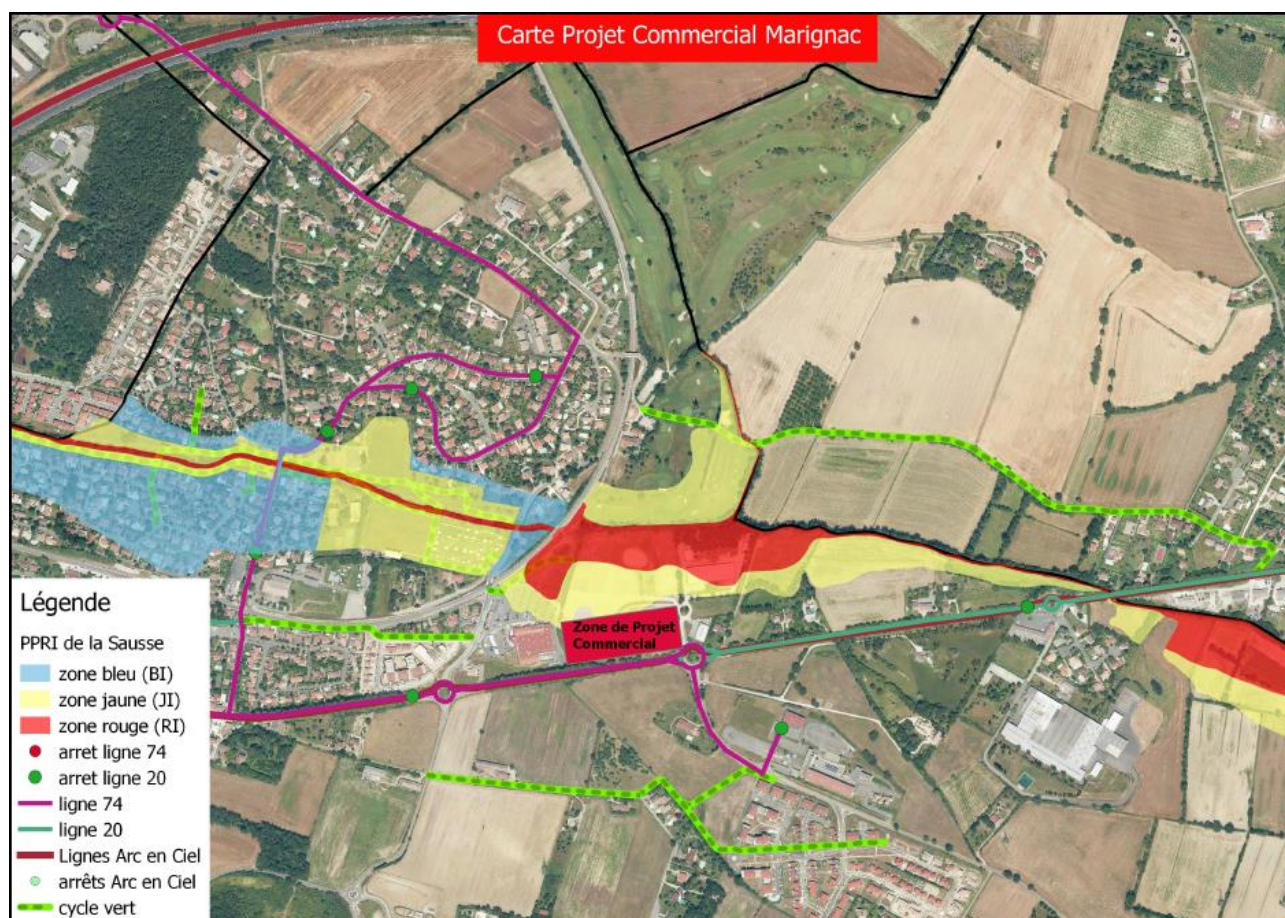 Carte Projet Commercial Marignac
Zone de Projet
Commercial
Légende
PPRI de la Sausse
zone bleu (BI)
zone jaune (JI)
zone rouge (RI)
arret ligne 74
arret ligne 20
ligne 74
ligne 20
Lignes Arc en Ciel
arrêts Arc en Ciel
cycle vert